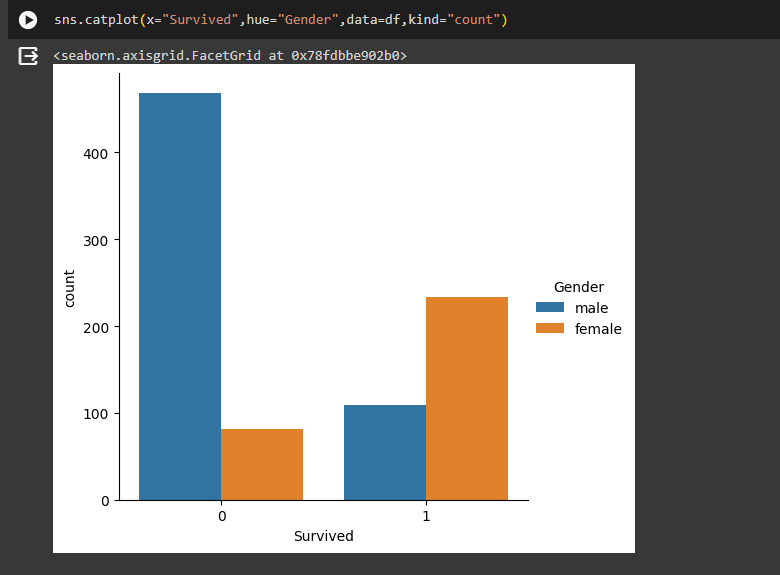 sns.catplot(x="Survived",hue="Gender",data=df,kind="count")
<seaborn.axisgrid.FacetGrid at 0x78fdbbe902b0>
400
300
200
100
0
count
0 1
Survived
Gender
male
female